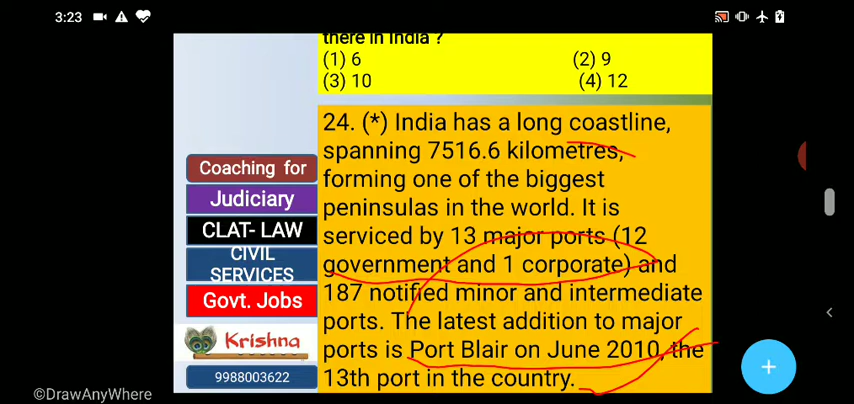 3:23
there in India ?
(1) 6 (2) 9
(3) 10 (4) 12
24. (*) India has a long coastline,
spanning 7516.6 kilometres,
forming one of the biggest
peninsulas in the world. It is
serviced by 13 major ports (12
government and 1 corporate) and
187 notified minor and intermediate
ports. The latest addition to major
ports is Port Blair on June 2010, the
13th port in the country.
Coaching for
Judiciary
CLAT- LAW
CIVIL
SERVICES
Govt. Jobs
Krishna
9988003622
©DrawAnyWhere